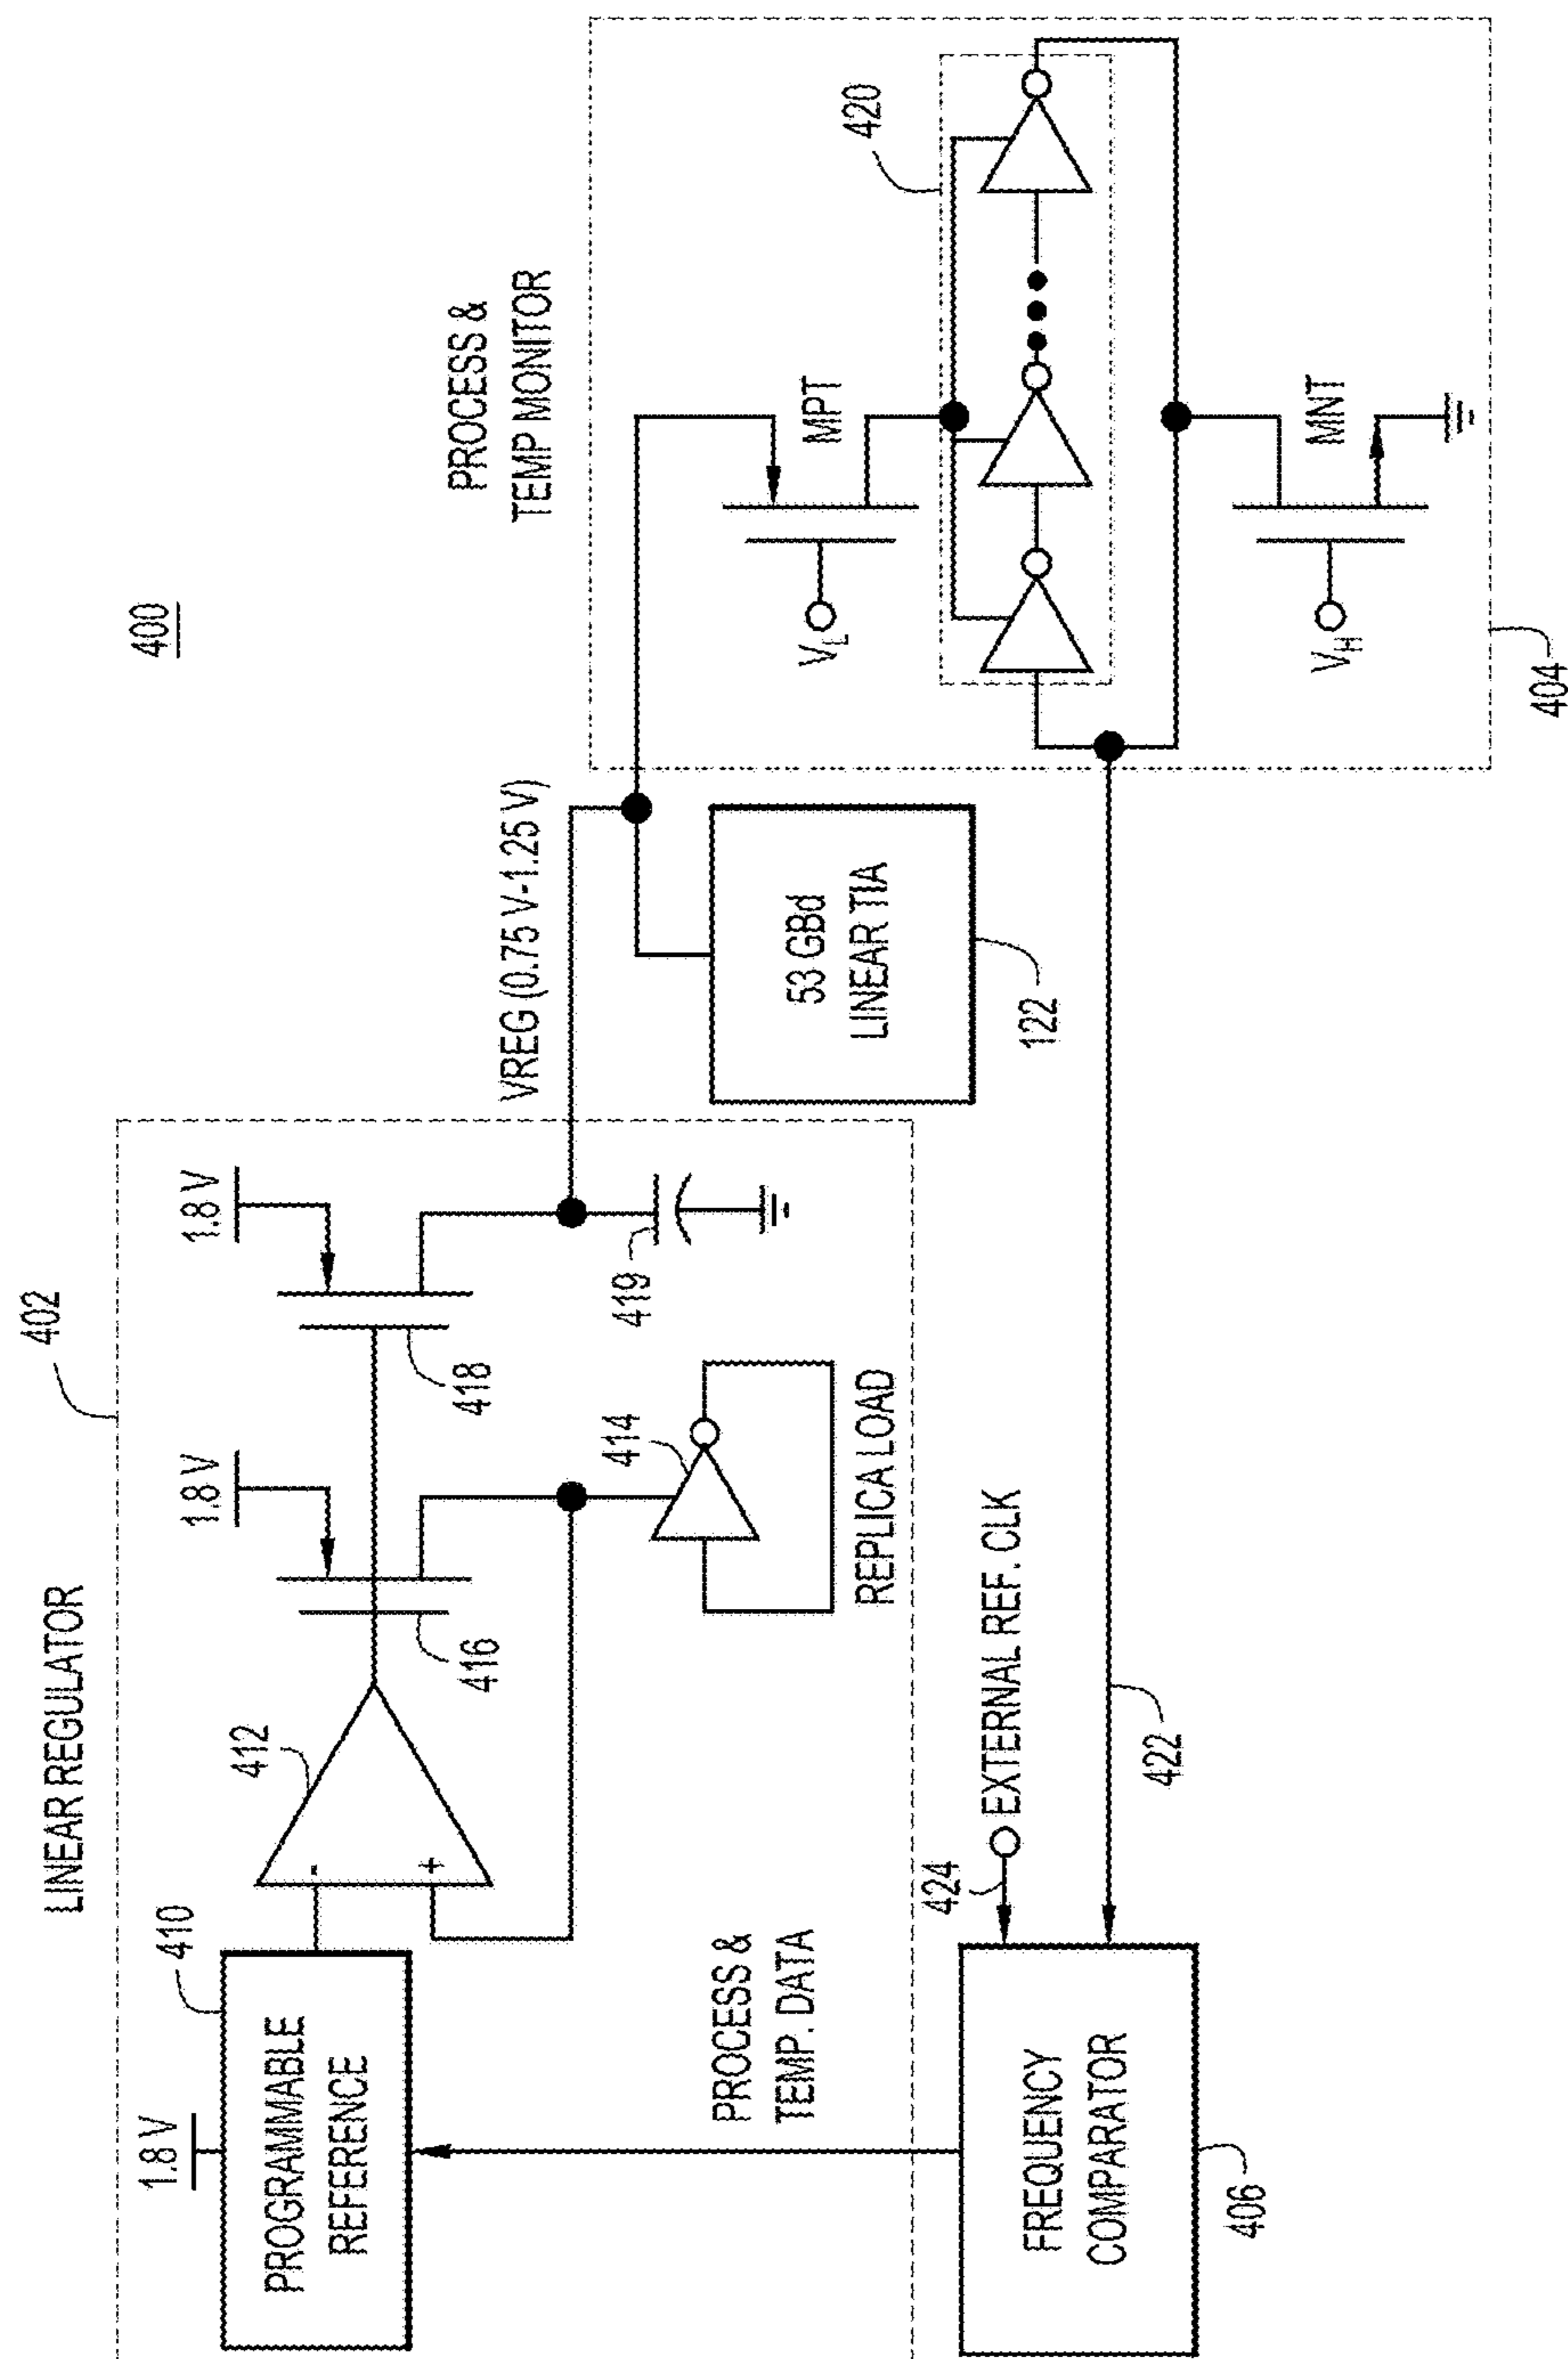 400
LINEAR REGULATOR
402
1.8 V
PROGRAMMABLE
REFERENCE
410
412
-
+
1.8 V
416
1.8 V
418
419
414
REPLICA LOAD
VREG (0.75 V-1.25 V)
53 GBd
LINEAR TIA
122
PROCESS &
TEMP MONITOR
420
MPT
VL
MNT
VH
404
PROCESS &
TEMP. DATA
424
EXTERNAL REF. CLK
422
FREQUENCY
COMPARATOR
406